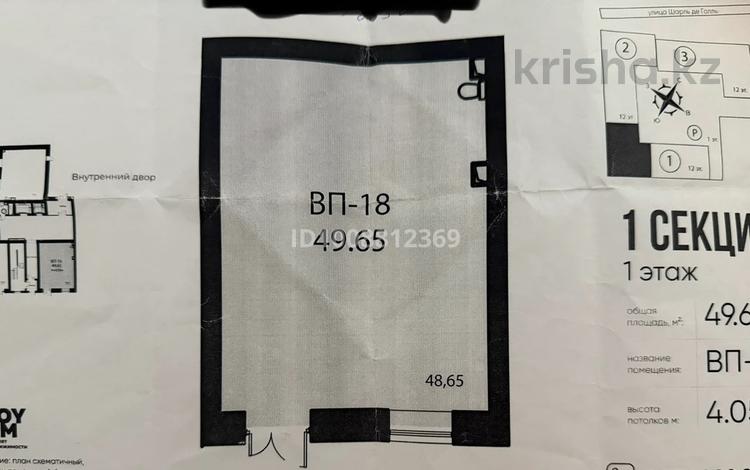 улица Шарль де Голль
2
3
12 эт.
С
12 эт.
Ю
В
Р
1 эт.
1
12 эт.
krisha.kz
Внутренний двор
ВП-18
49.65
48,65
1 СЕКЦИ
1 этаж
общая
площадь, м²:
49.6
название
помещения:
ВП-
высота
потолков м:
4.05
план схематичный,